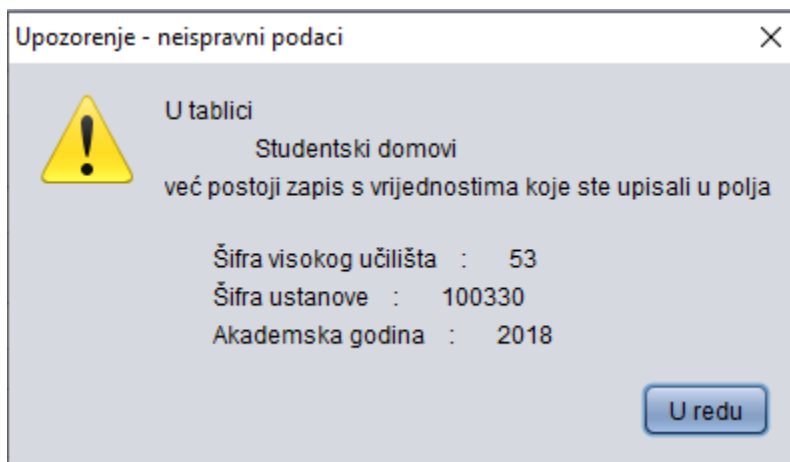 Upozorenje - neispravni podaci
U tablici
Studentski domovi
već postoji zapis s vrijednostima koje ste upisali u polja
Šifra visokog učilišta : 53
Šifra ustanove : 100330
Akademska godina : 2018
U redu